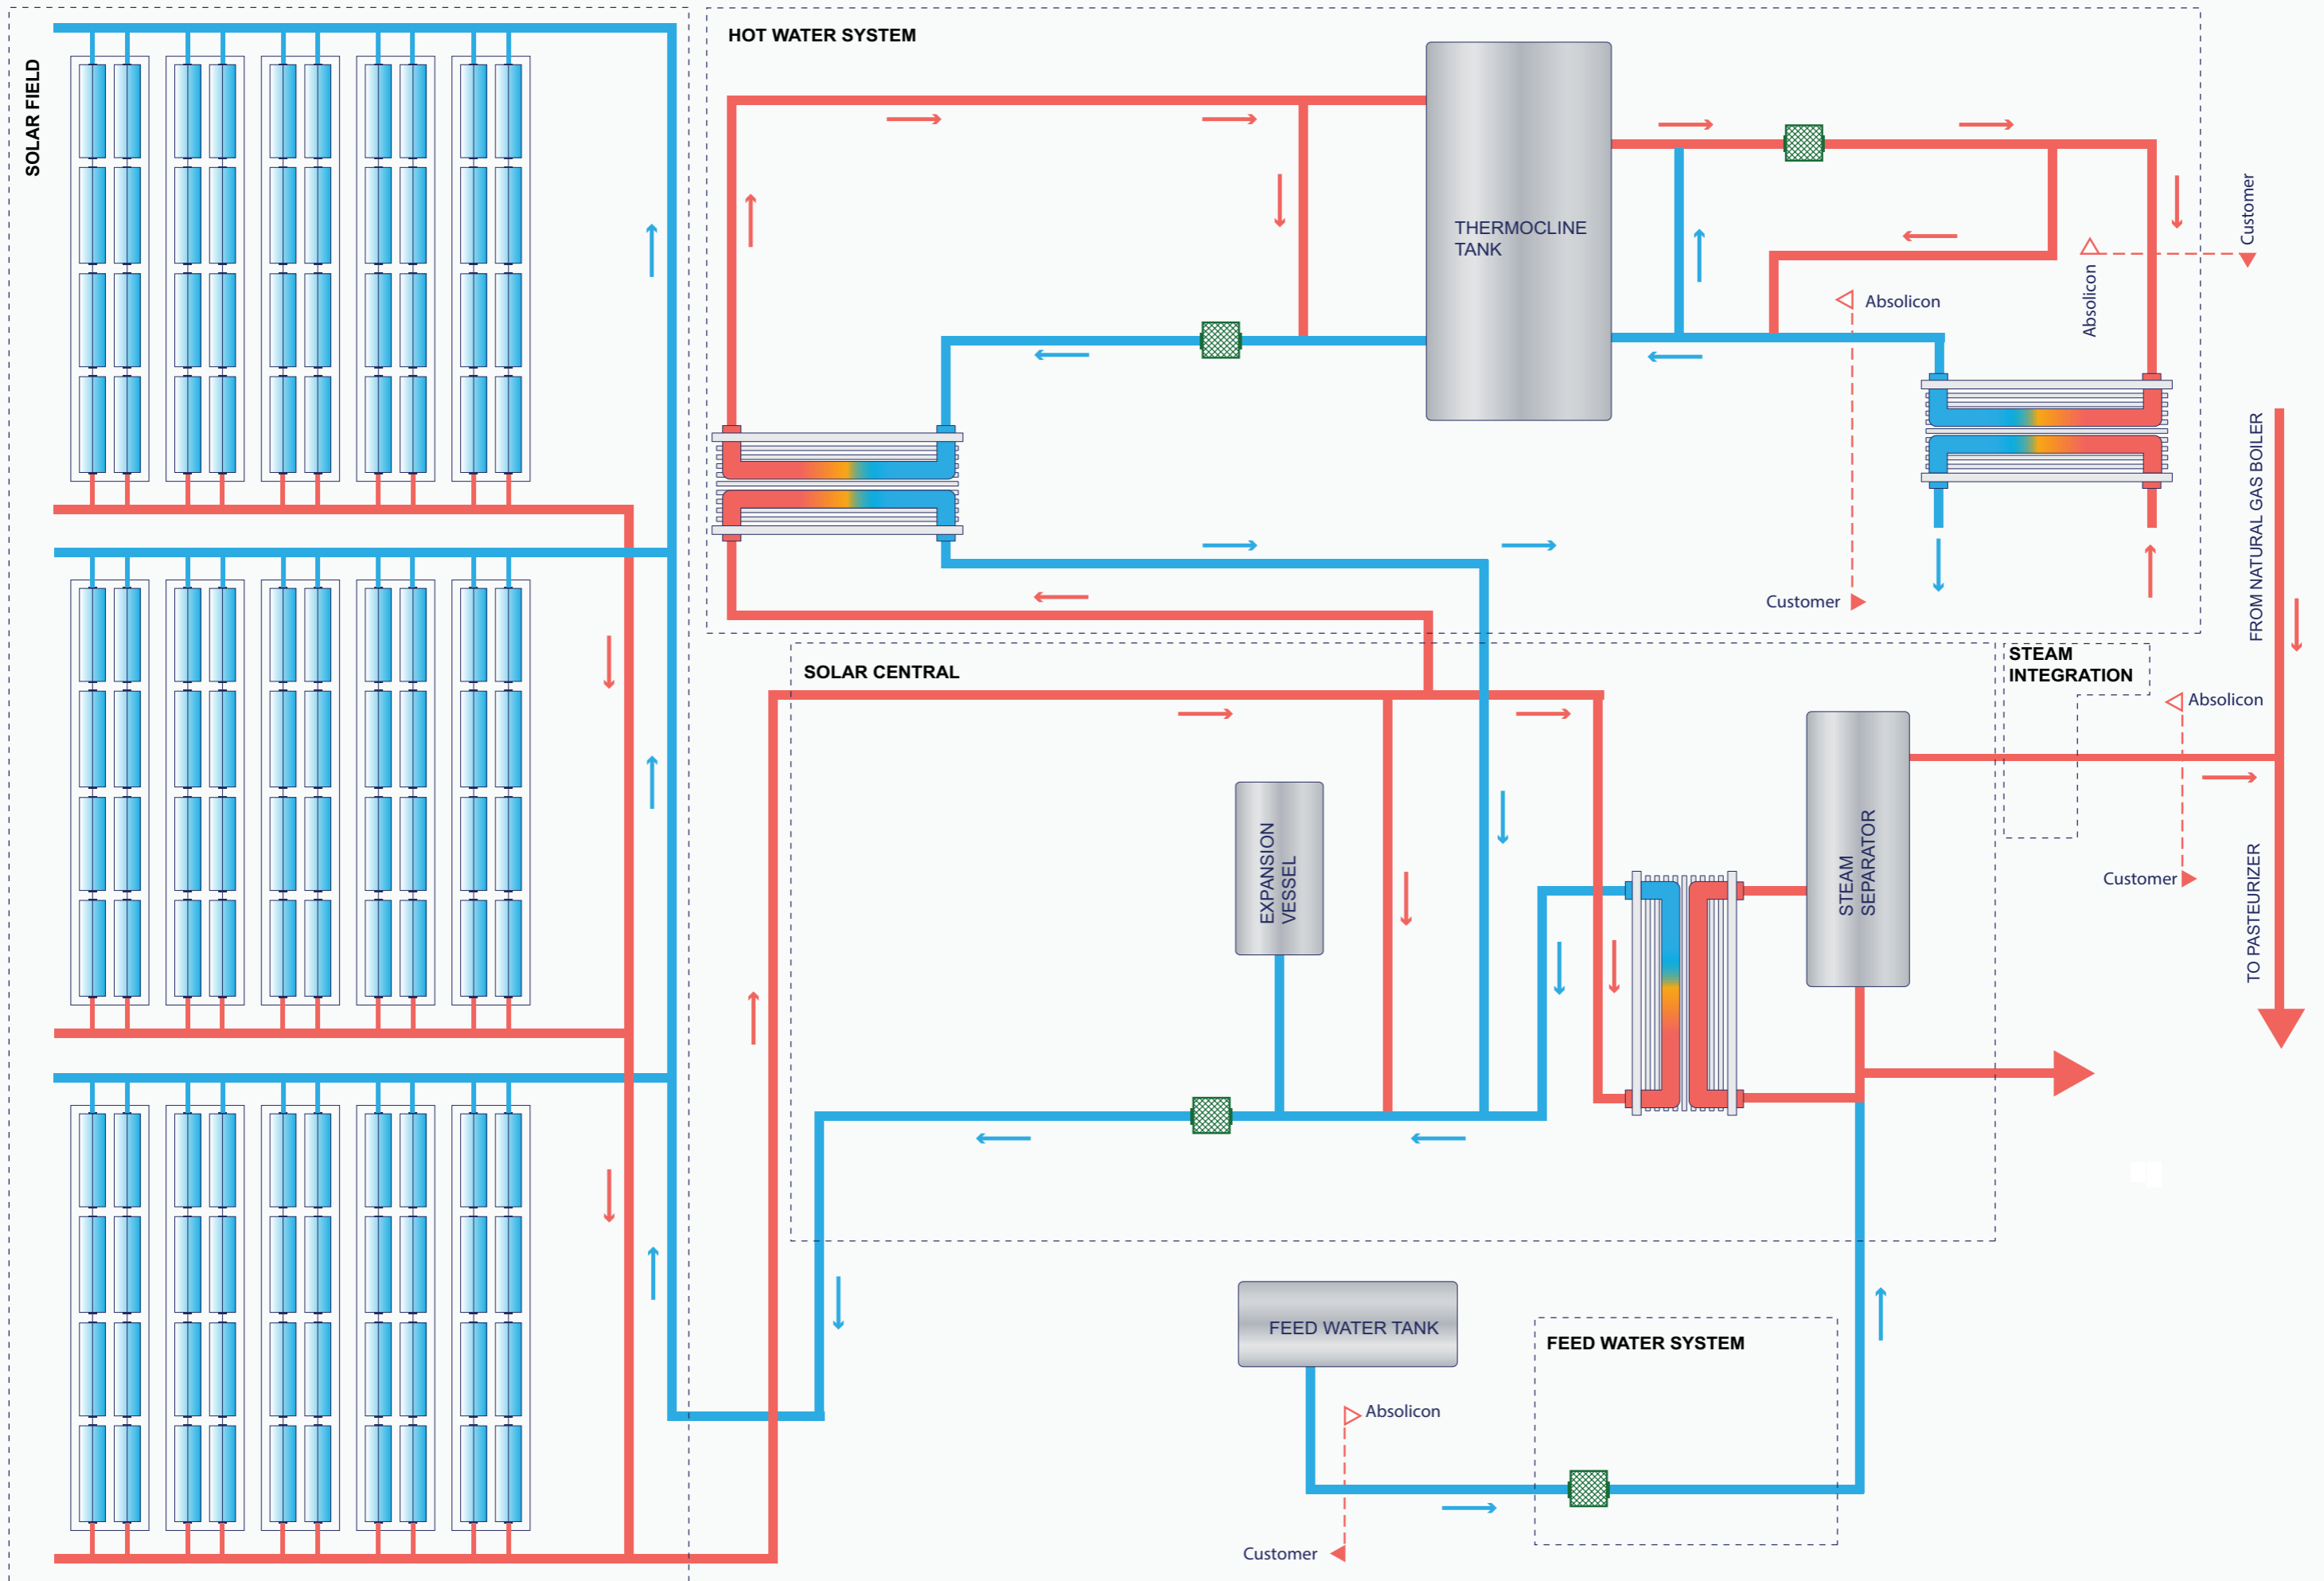 SOLAR FIELD
HOT WATER SYSTEM
THERMOCLINE
TANK
Customer
Absolicon
Absolicon
Customer
FROM NATURAL GAS BOILER
SOLAR CENTRAL
STEAM
INTEGRATION
Absolicon
Customer
EXPANSION
VESSEL
STEAM
SEPARATOR
TO PASTEURIZER
FEED WATER TANK
FEED WATER SYSTEM
Absolicon
Customer